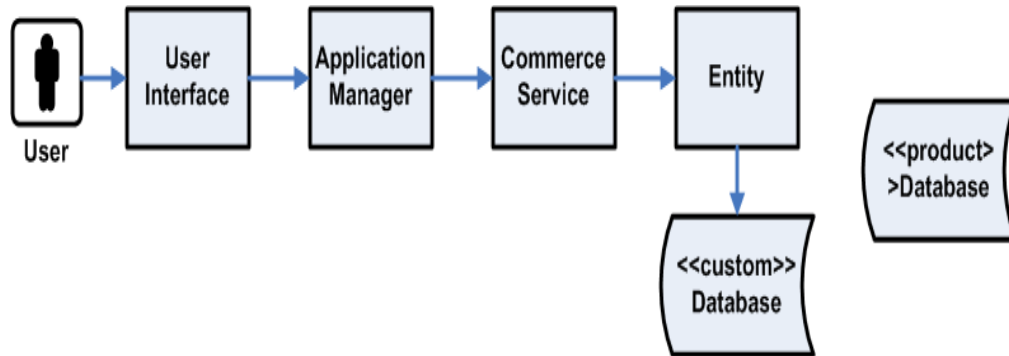 User
Interface
Application
Manager
Commerce
Service
Entity
User
<<product>
>Database
<<custom>>
Database